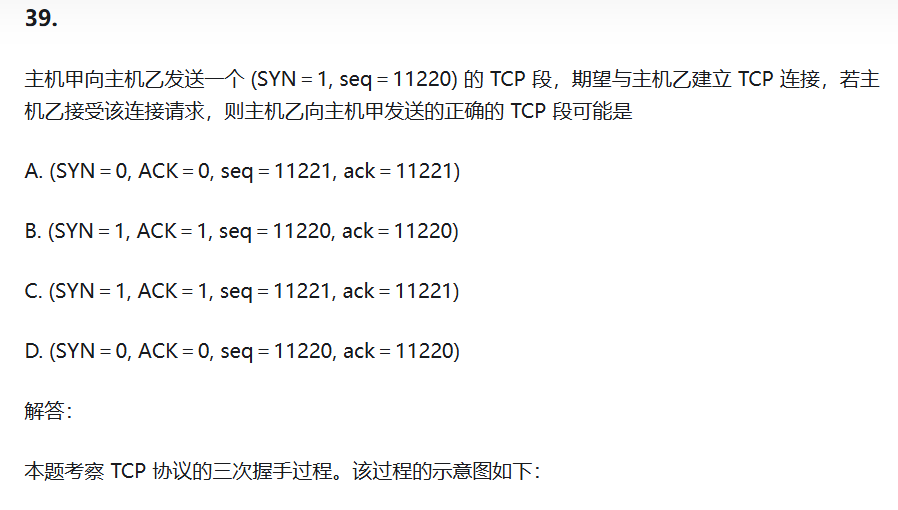 39.
主机甲向主机乙发送一个 (SYN = 1, seq = 11220) 的 TCP 段，期望与主机乙建立 TCP 连接，若主
机乙接受该连接请求，则主机乙向主机甲发送的正确的 TCP 段可能是
A. (SYN = 0, ACK = 0, seq = 11221, ack = 11221)
B. (SYN = 1, ACK = 1, seq = 11220, ack = 11220)
C. (SYN = 1, ACK = 1, seq = 11221, ack = 11221)
D. (SYN = 0, ACK = 0, seq = 11220, ack = 11220)
解答：
本题考察 TCP 协议的三次握手过程。该过程的示意图如下：